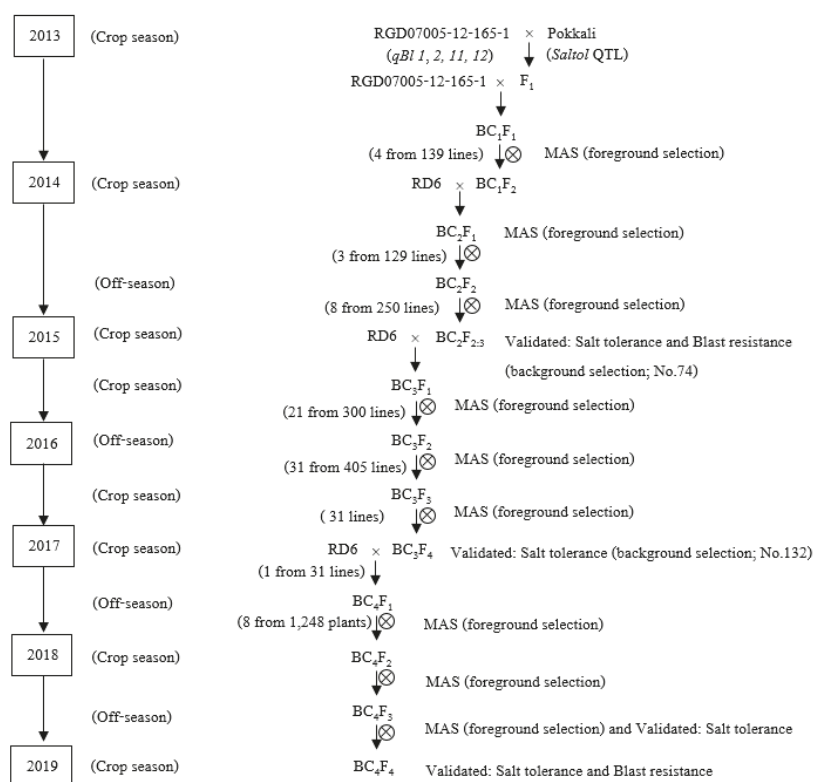 2013 (Crop season) RGD07005-12-165-1 × Pokkali
(qBl 1, 2, 11, 12) (Saltol QTL)
RGD07005-12-165-1 × F1
BC1F1
(4 from 139 lines) ⊗ MAS (foreground selection)
2014 (Crop season) RD6 × BC1F2
BC2F1 MAS (foreground selection)
(3 from 129 lines) ⊗
(Off-season) BC2F2
(8 from 250 lines) ⊗ MAS (foreground selection)
2015 (Crop season) RD6 × BC2F2:3 Validated: Salt tolerance and Blast resistance
(background selection; No.74)
(Crop season) BC3F1
(21 from 300 lines) ⊗ MAS (foreground selection)
2016 (Off-season) BC3F2
(31 from 405 lines) ⊗ MAS (foreground selection)
(Crop season) BC3F3
( 31 lines) ⊗ MAS (foreground selection)
2017 (Crop season) RD6 × BC3F4 Validated: Salt tolerance (background selection; No.132)
(1 from 31 lines)
(Off-season) BC4F1
(8 from 1,248 plants) ⊗ MAS (foreground selection)
2018 (Crop season) BC4F2
⊗ MAS (foreground selection)
(Off-season) BC4F3
⊗ MAS (foreground selection) and Validated: Salt tolerance
2019 (Crop season) BC4F4 Validated: Salt tolerance and Blast resistance